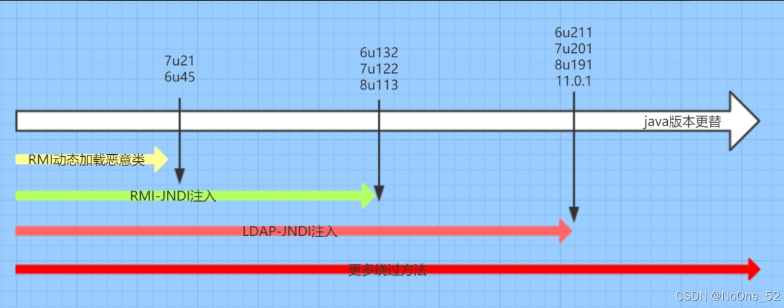 7u21
6u45
6u132
7u122
8u113
6u211
7u201
8u191
11.0.1
java版本更替
RMI动态加载恶意类
RMI-JNDI注入
LDAP-JNDI注入
更多绕过方法
CSDN @NoOne_52